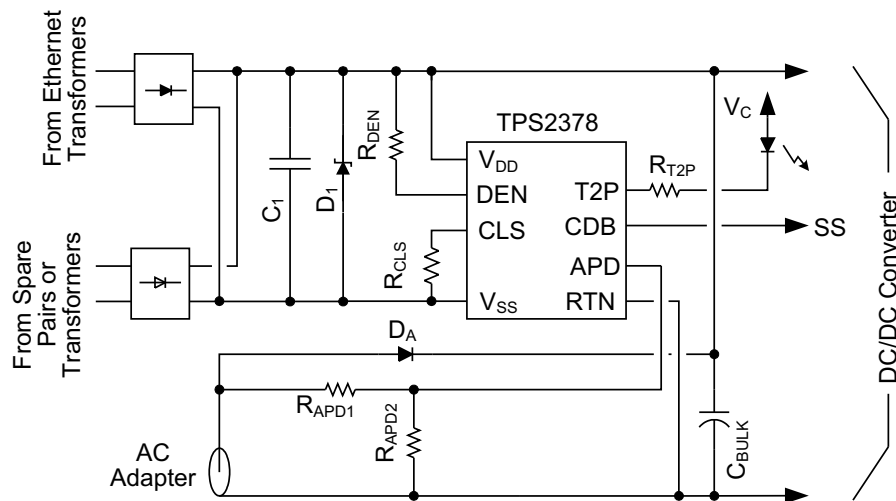 From Ethernet
Transformers
From Spare
Pairs or
Transformers
C1
D1
RDEN
RCLS
TPS2378
VDD
DEN
CLS
VSS
T2P
CDB
APD
RTN
RT2P
VC
SS
DC/DC Converter
DA
RAPD1
RAPD2
CBULK
AC
Adapter